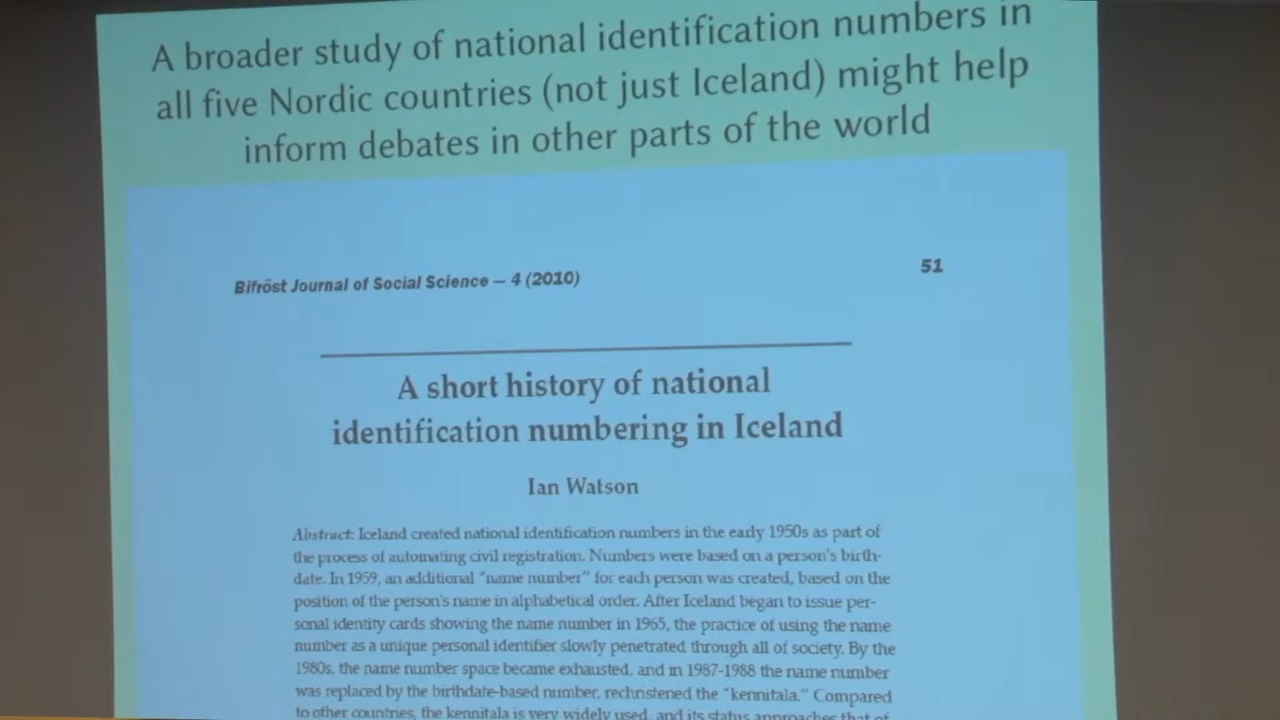 A broader study of national identification numbers in
all five Nordic countries (not just Iceland) might help
inform debates in other parts of the world
Bifröst Journal of Social Science – 4 (2010)
51
A short history of national
identification numbering in Iceland
Ian Watson
Abstract: Iceland created national identification numbers in the early 1950s as part of
the process of automating civil registration. Numbers were based on a person's birth-
date. In 1959, an additional "name number" for each person was created, based on the
position of the person's name in alphabetical order. After Iceland began to issue per-
sonal identity cards showing the name number in 1965, the practice of using the name
number as a unique personal identifier slowly penetrated through all of society. By the
1980s, the name number space became exhausted, and in 1987-1988 the name number
was replaced by the birthdate-based number, rechristened the "kennitala." Compared
to other countries, the kennitala is very widely used, and its status approaches that of